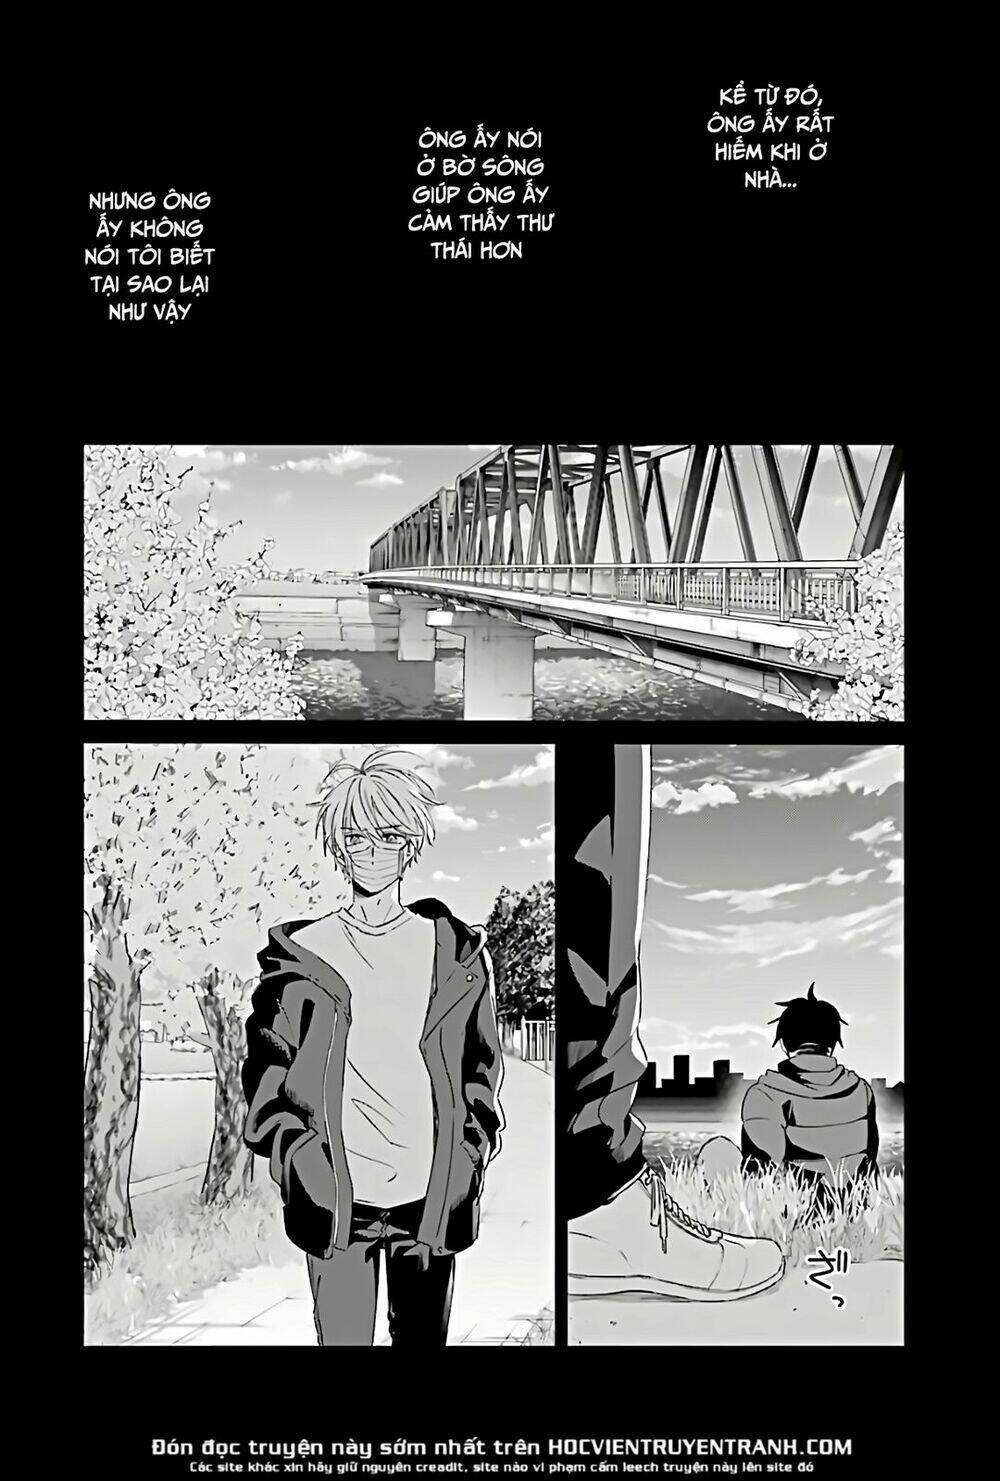 KỂ TỪ ĐÓ,
ÔNG ẤY RẤT
HIẾM KHI Ở
NHÀ...
ÔNG ẤY NÓI
Ở BỜ SÔNG
GIÚP ÔNG ẤY
CẢM THẤY THƯ
THÁI HƠN
NHƯNG ÔNG
ẤY KHÔNG
NÓI TÔI BIẾT
TẠI SAO LẠI
NHƯ VẬY
ザッ
Đón đọc truyện này sớm nhất trên HOCVIENTRUYENTRANH.COM
Các site khác xin hãy giữ nguyên creadit, site nào vi phạm cấm leech truyện này lên site đó